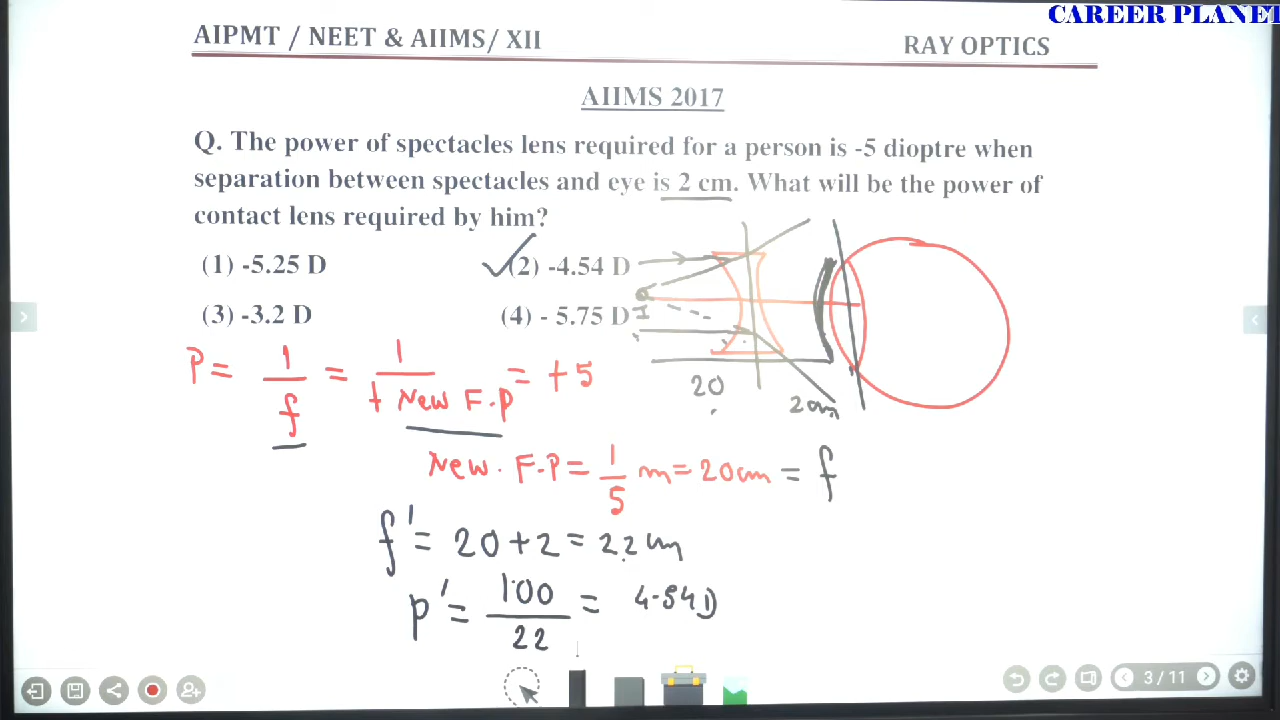 CAREER PLANE
AIPMT / NEET & AIIMS/ XII
RAY OPTICS
AIIMS 2017
Q. The power of spectacles lens required for a person is -5 dioptre when
separation between spectacles and eye is 2 cm. What will be the power of
contact lens required by him?
(1) -5.25 D
(2) -4.54 D
(3) -3.2 D
(4) - 5.75 D
I
20
2cm
P = 1/f = 1/+ New F.P = +5
New. F.P = 1/5 m = 20cm = f
f' = 20+2 = 22cm
p' = 100/22 = 4.54D
3 / 11